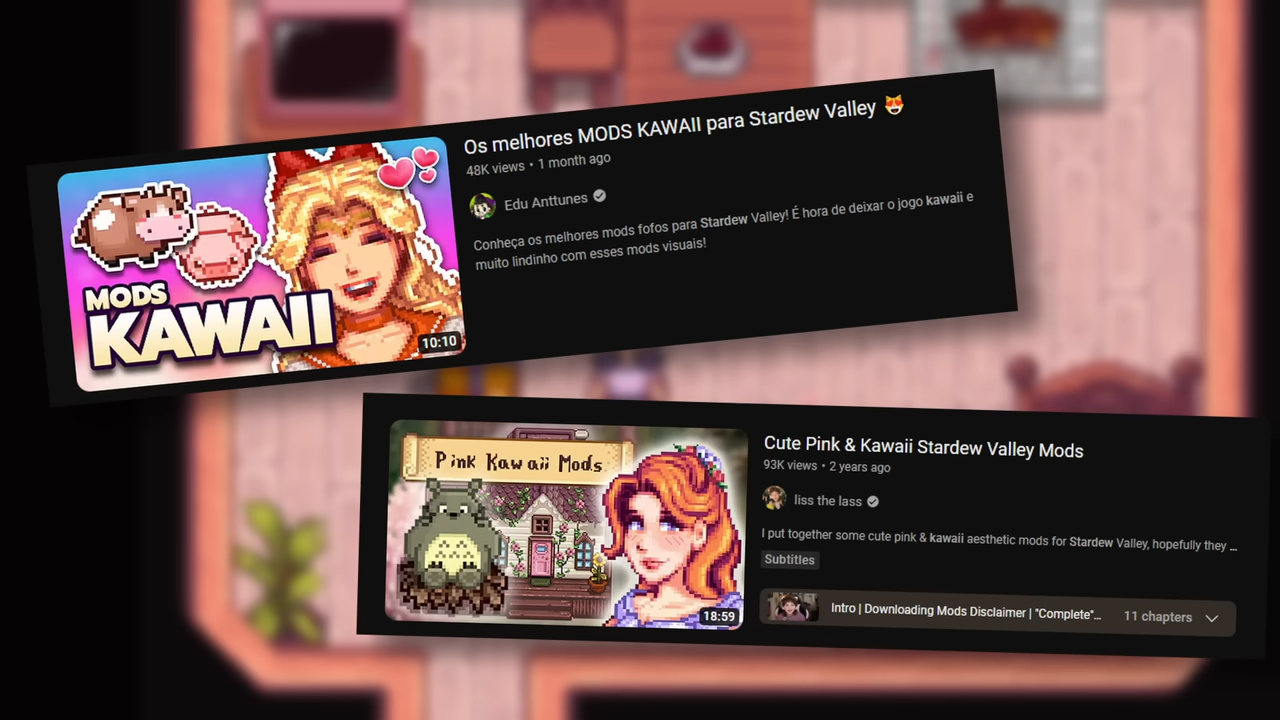 Os melhores MODS KAWAII para Stardew Valley 😻
48K views • 1 month ago
Edu Anttunes
Conheça os melhores mods fofos para Stardew Valley! É hora de deixar o jogo kawaii e
muito lindinho com esses mods visuais!
MODS
KAWAII
10:10
Pink Kawaii Mods
18:59
Cute Pink & Kawaii Stardew Valley Mods
93K views • 2 years ago
liss the lass
I put together some cute pink & kawaii aesthetic mods for Stardew Valley, hopefully they ...
Subtitles
Intro | Downloading Mods Disclaimer | "Complete"... 11 chapters